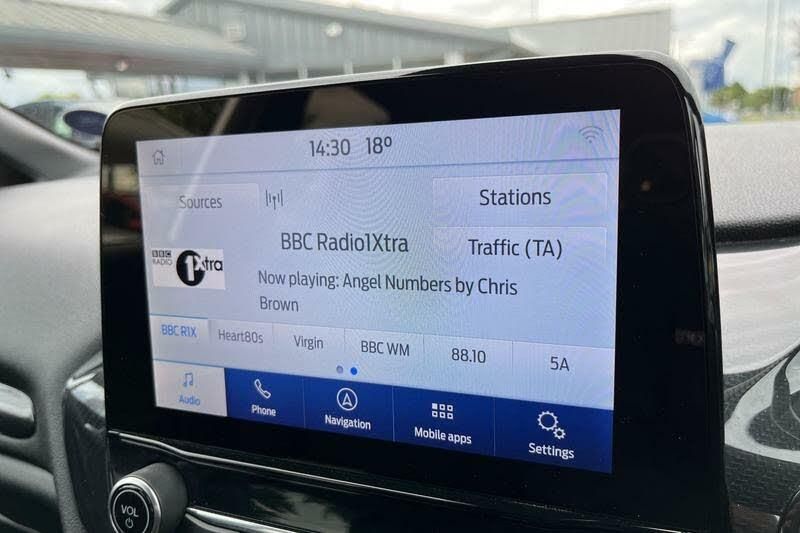 14:30 18º
Sources
Stations
BBC Radio1Xtra
Traffic (TA)
BBC
RADIO
1Xtra
Now playing: Angel Numbers by Chris
Brown
BBC R1X
Heart80s
Virgin
BBC WM
88.10
5A
Audio
Phone
Navigation
Mobile apps
Settings
VOL